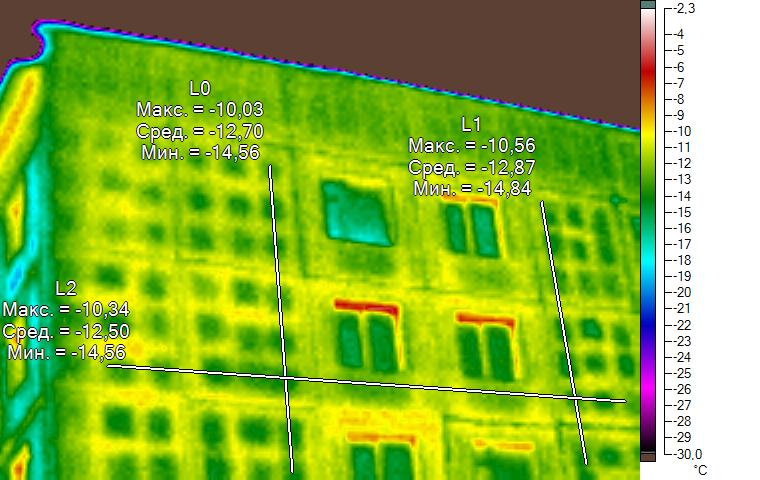 L0
Макс. = -10,03
Сред. = -12,70
Мин. = -14,56
L1
Макс. = -10,56
Сред. = -12,87
Мин. = -14,84
L2
Макс. = -10,34
Сред. = -12,50
Мин. = -14,56
-2,3
-4
-5
-6
-7
-8
-9
-10
-11
-12
-13
-14
-15
-16
-17
-18
-19
-20
-21
-22
-23
-24
-25
-26
-27
-28
-29
-30,0
°C